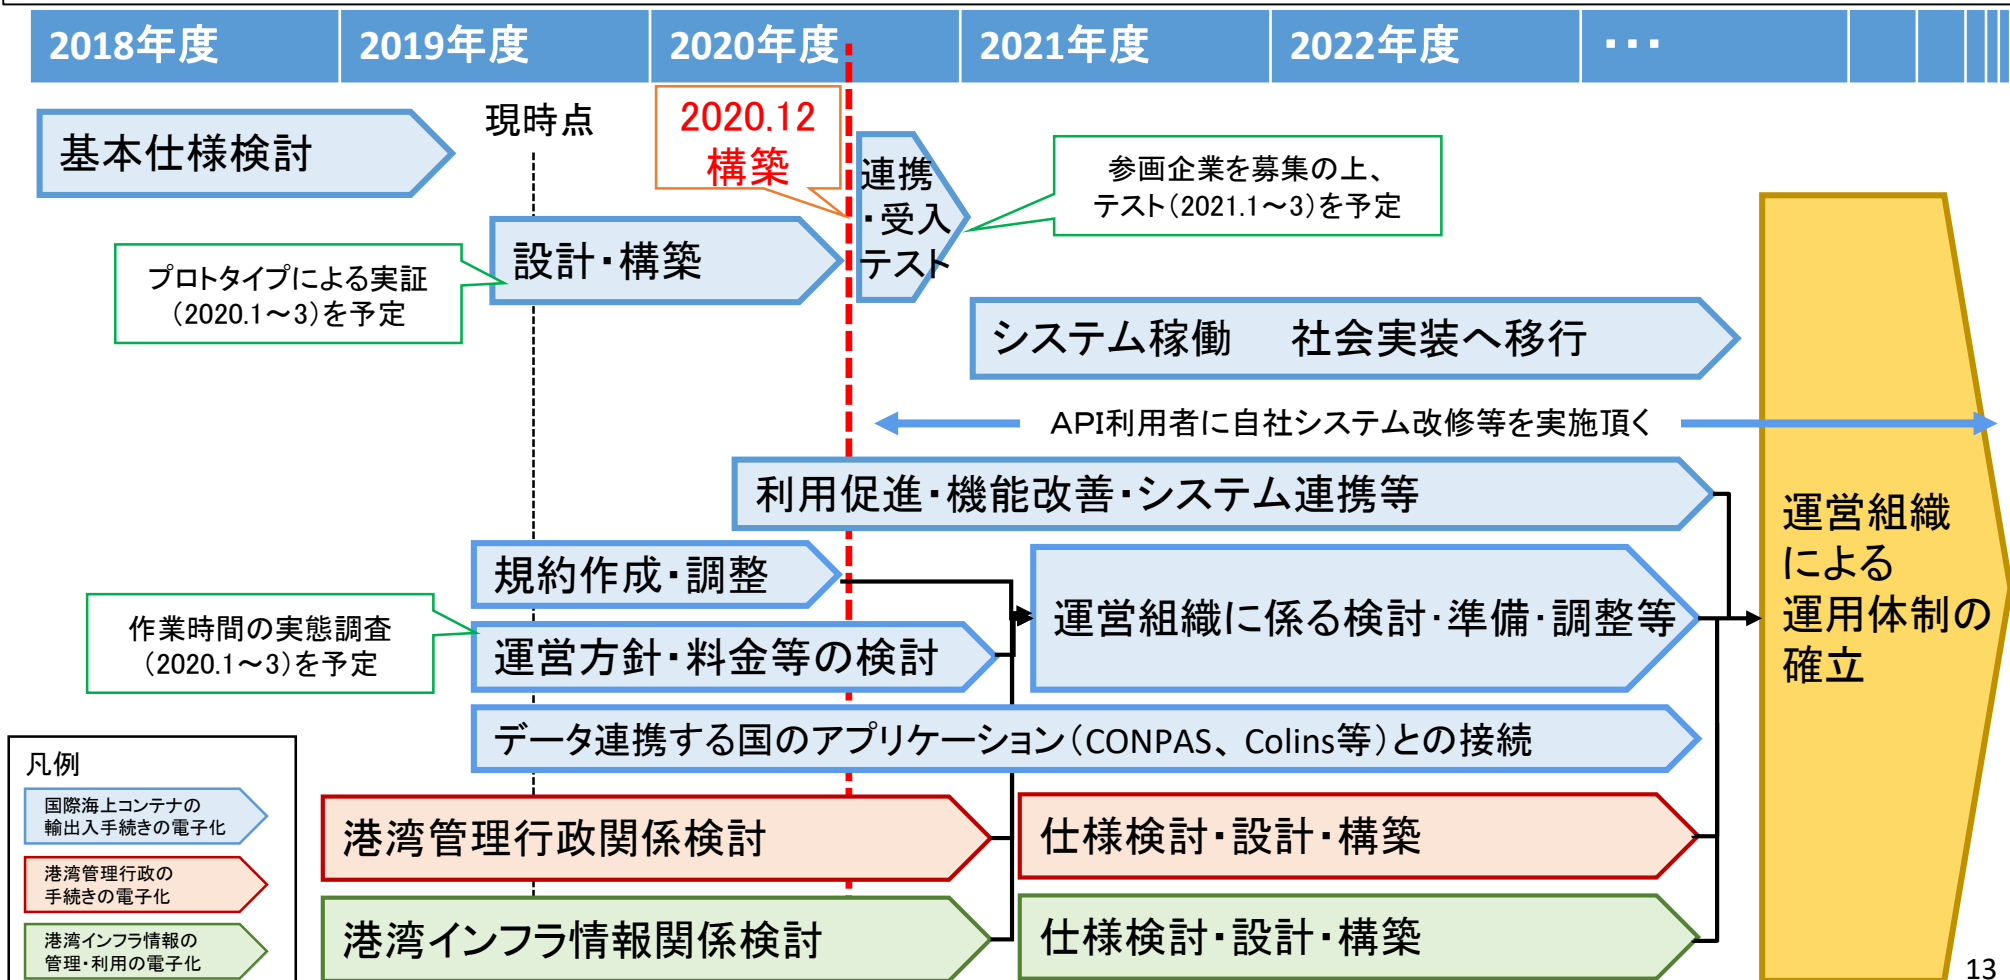 2018年度
2019年度
2020年度
2021年度
2022年度
･･･
基本仕様検討
現時点
2020.12
構築
連携
・受入
テスト
参画企業を募集の上、
テスト(2021.1～3)を予定
設計・構築
プロトタイプによる実証
(2020.1～3)を予定
システム稼働　社会実装へ移行
API利用者に自社システム改修等を実施頂く
利用促進・機能改善・システム連携等
規約作成・調整
運営組織に係る検討・準備・調整等
作業時間の実態調査
(2020.1～3)を予定
運営方針・料金等の検討
運営組織
による
運用体制の
確立
データ連携する国のアプリケーション(CONPAS、Colins等)との接続
港湾管理行政関係検討
仕様検討・設計・構築
港湾インフラ情報関係検討
仕様検討・設計・構築
凡例
国際海上コンテナの
輸出入手続きの電子化
港湾管理行政の
手続きの電子化
港湾インフラ情報の
管理・利用の電子化
13